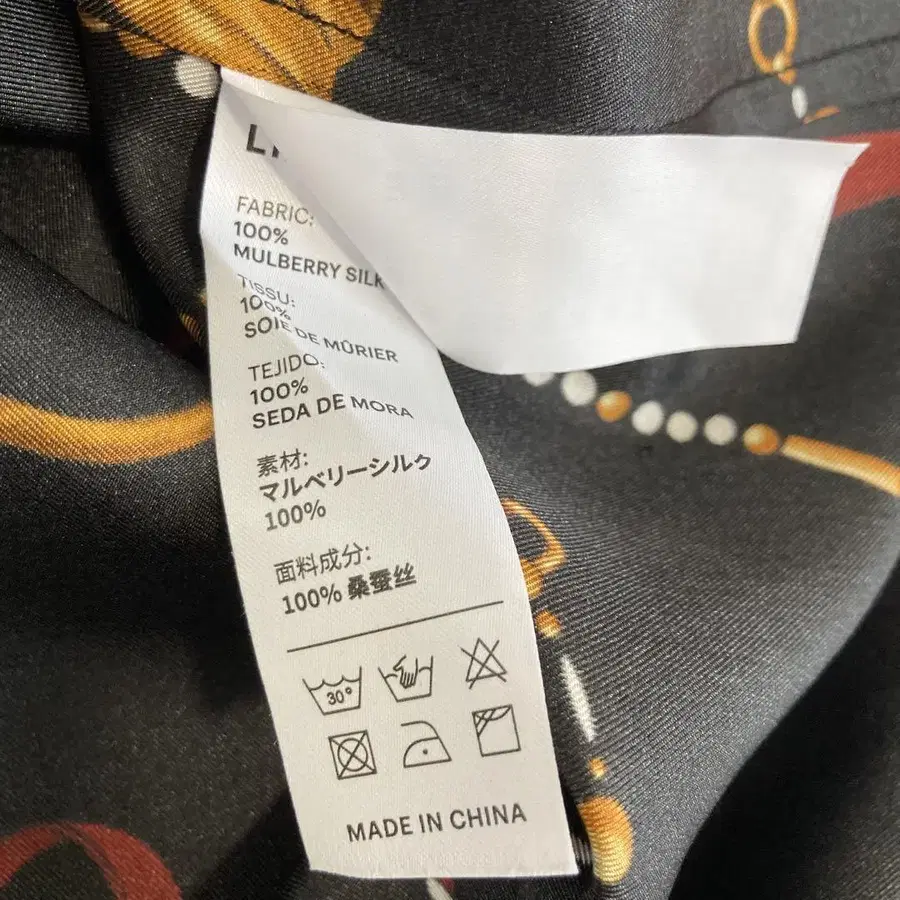 FABRIC:
100%
MULBERRY SILK
TISSU:
100%
SOIE DE MÛRIER
TEJIDO:
100%
SEDA DE MORA
素材:
マルベリーシルク
100%
面料成分:
100% 桑蚕丝
30°
MADE IN CHINA